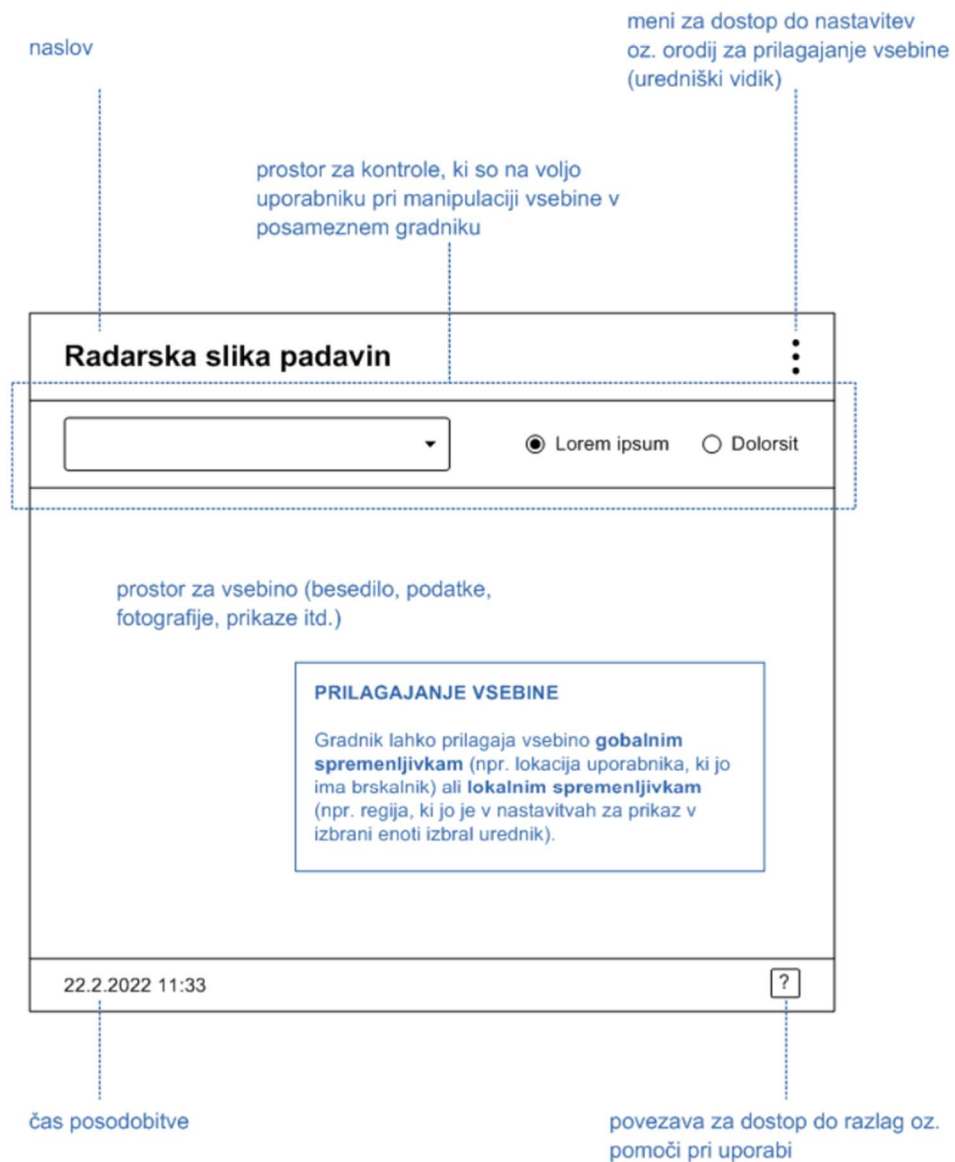 naslov
meni za dostop do nastavitev
oz. orodij za prilagajanje vsebine
(uredniški vidik)
prostor za kontrole, ki so na voljo
uporabniku pri manipulaciji vsebine v
posameznem gradniku
Radarska slika padavin
Lorem ipsum
Dolorsit
prostor za vsebino (besedilo, podatke,
fotografije, prikaze itd.)
PRILAGAJANJE VSEBINE
Gradnik lahko prilagaja vsebino gobalnim
spremenljivkam (npr. lokacija uporabnika, ki jo
ima brskalnik) ali lokalnim spremenljivkam
(npr. regija, ki jo je v nastavitvah za prikaz v
izbrani enoti izbral urednik).
22.2.2022 11:33
?
čas posodobitve
povezava za dostop do razlag oz.
pomoči pri uporabi